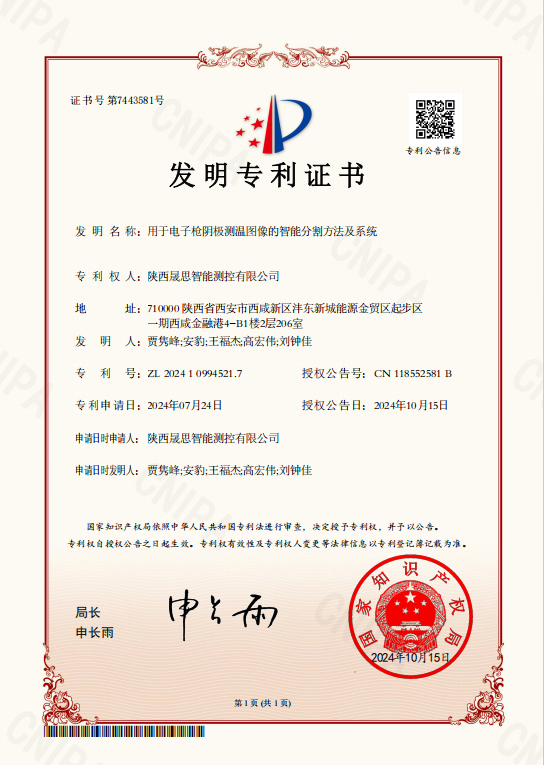 证书号 第7443581号
专利公告信息
发明专利证书
发 明 名 称：用于电子枪阴极测温图像的智能分割方法及系统
专 利 权 人：陕西晟思智能测控有限公司
地 址：710000 陕西省西安市西咸新区沣东新城能源金贸区起步区
一期西咸金融港4-B1楼2层206室
发 明 人：贾隽峰;安豹;王福杰;高宏伟;刘钟佳
专 利 号：ZL 2024 1 0994521.7 授权公告号：CN 118552581 B
专利申请日：2024年07月24日 授权公告日：2024年10月15日
申请日时申请人：陕西晟思智能测控有限公司
申请日时发明人：贾隽峰;安豹;王福杰;高宏伟;刘钟佳
国家知识产权局依照中华人民共和国专利法进行审查，决定授予专利权，并予以公告。
专利权自授权公告之日起生效。专利权有效性及专利权人变更等法律信息以专利登记簿记载为准。
局长
申长雨
申长雨
国家知识产权局
2024年10月15日
第 1 页 (共 1 页)
CNIPA
CNIPA
CNIPA
CNIPA
CNIPA
CNIPA
CNIPA
CNIPA
CNIPA
CNIPA